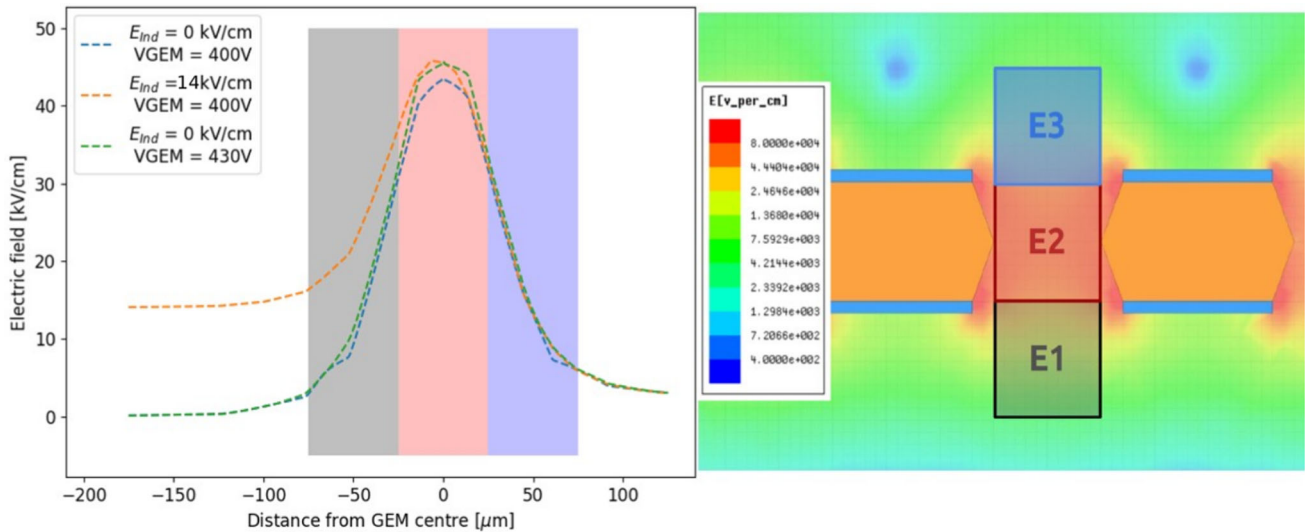 E_Ind = 0 kV/cm
VGEM = 400V
E_Ind =14kV/cm
VGEM = 400V
E_Ind = 0 kV/cm
VGEM = 430V
50
40
30
20
10
0
Electric field [kV/cm]
−200
−150
−100
−50
0
50
100
Distance from GEM centre [μm]
E[v_per_cm]
8.0000e+004
4.4404e+004
2.4646e+004
1.3680e+004
7.5929e+003
4.2144e+003
2.3392e+003
1.2984e+003
7.2066e+002
4.0000e+002
E3
E2
E1